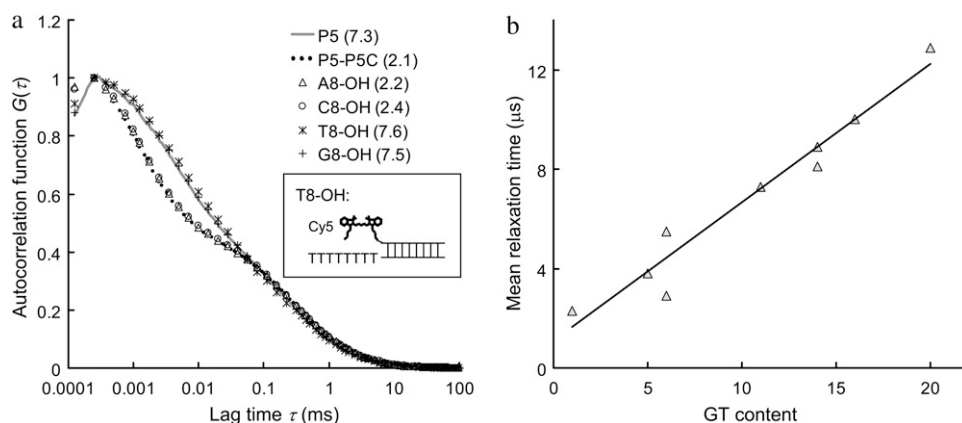 a
1.2
1
0.8
0.6
0.4
0.2
0
0.0001
0.001
0.01
0.1
1
10
100
Autocorrelation function G(τ)
Lag time τ (ms)
P5 (7.3)
P5-P5C (2.1)
A8-OH (2.2)
C8-OH (2.4)
T8-OH (7.6)
G8-OH (7.5)
T8-OH:
Cy5
b
16
12
8
4
0
0
5
10
15
20
Mean relaxation time (μs)
GT content